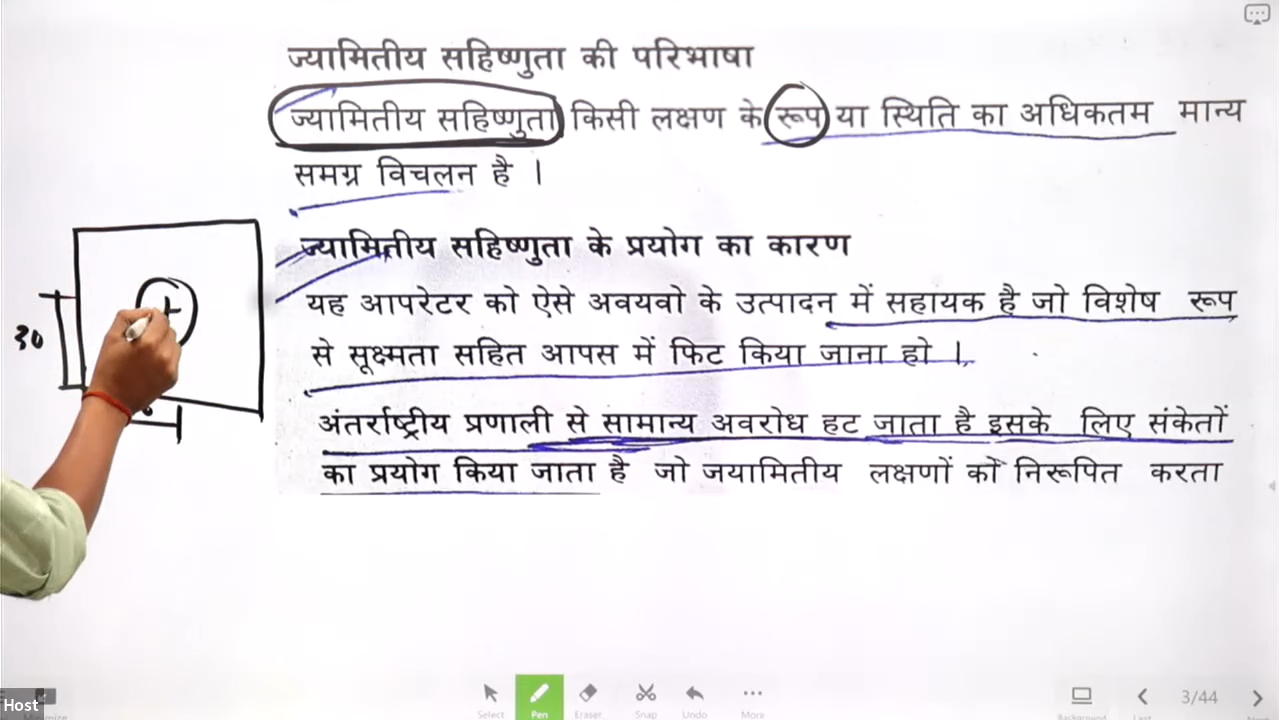 ज्यामितीय सहिष्णुता की परिभाषा
ज्यामितीय सहिष्णुता किसी लक्षण के रूप या स्थिति का अधिकतम मान्य
समग्र विचलन है ।
ज्यामितीय सहिष्णुता के प्रयोग का कारण
यह आपरेटर को ऐसे अवयवो के उत्पादन में सहायक है जो विशेष रूप
से सूक्ष्मता सहित आपस में फिट किया जाना हो ।
30
अंतर्राष्ट्रीय प्रणाली से सामान्य अवरोध हट जाता है इसके लिए संकेतों
का प्रयोग किया जाता है जो जयामितीय लक्षणों कों निरूपित करता
Host
Select Pen Eraser Snap Undo More Background Last 3/44